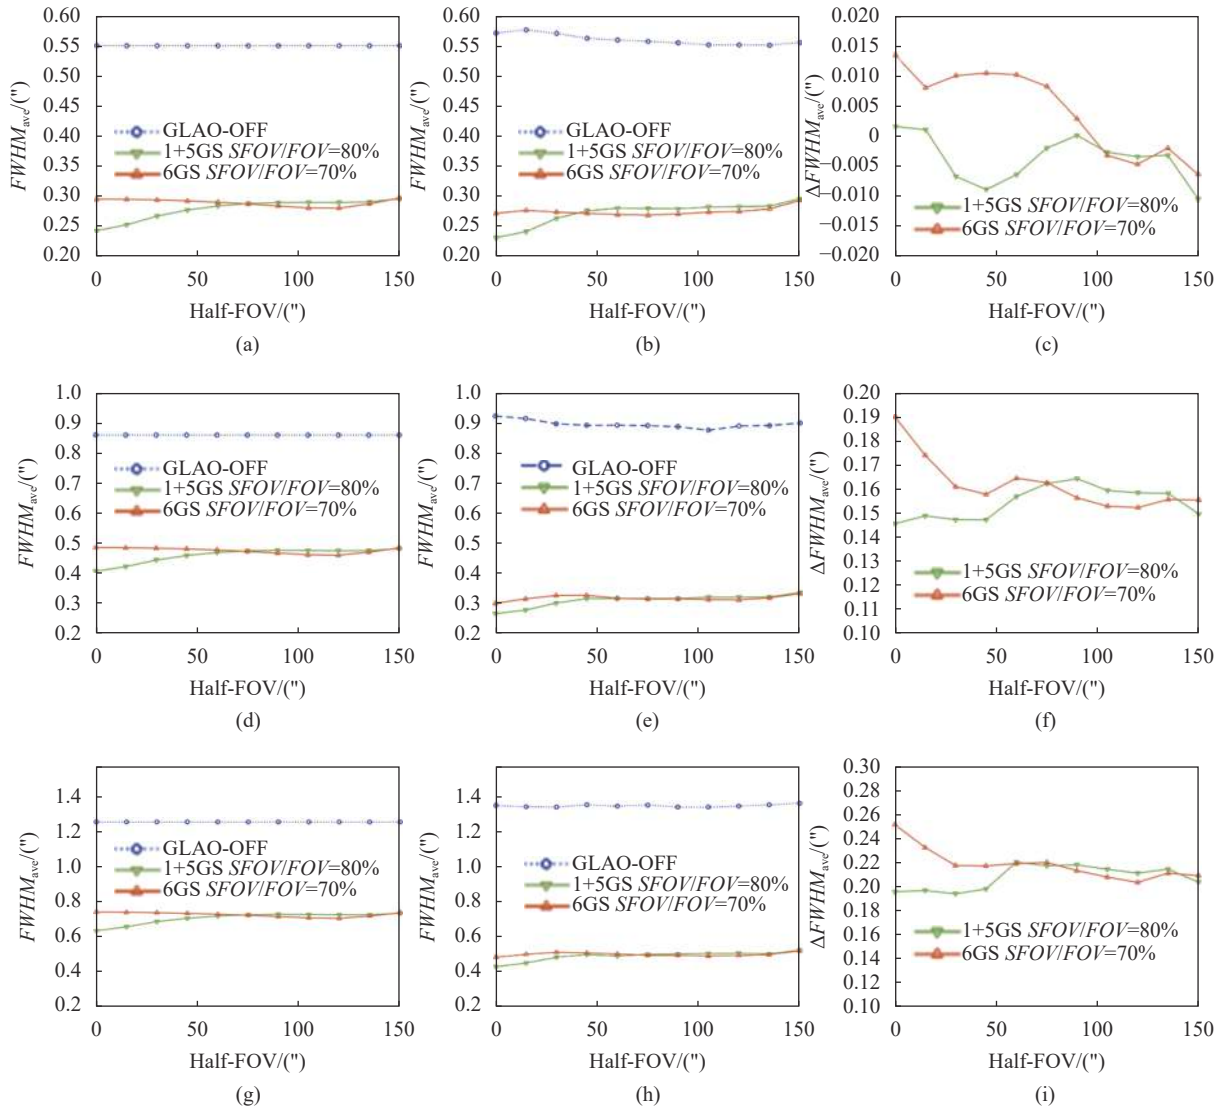 0.60
0.55
0.50
0.45
0.40
0.35
0.30
0.25
0.20
FWHM_ave/(")
GLAO-OFF
1+5GS SFOV/FOV=80%
6GS SFOV/FOV=70%
0 50 100 150
Half-FOV/(")
(a)
0.60
0.55
0.50
0.45
0.40
0.35
0.30
0.25
0.20
FWHM_ave/(")
GLAO-OFF
1+5GS SFOV/FOV=80%
6GS SFOV/FOV=70%
0 50 100 150
Half-FOV/(")
(b)
0.020
0.015
0.010
0.005
0
−0.005
−0.010
−0.015
−0.020
ΔFWHM_ave/(")
1+5GS SFOV/FOV=80%
6GS SFOV/FOV=70%
0 50 100 150
Half-FOV/(")
(c)
1.0
0.9
0.8
0.7
0.6
0.5
0.4
0.3
0.2
FWHM_ave/(")
GLAO-OFF
1+5GS SFOV/FOV=80%
6GS SFOV/FOV=70%
0 50 100 150
Half-FOV/(")
(d)
1.0
0.9
0.8
0.7
0.6
0.5
0.4
0.3
0.2
FWHM_ave/(")
GLAO-OFF
1+5GS SFOV/FOV=80%
6GS SFOV/FOV=70%
0 50 100 150
Half-FOV/(")
(e)
0.20
0.19
0.18
0.17
0.16
0.15
0.14
0.13
0.12
0.11
0.10
ΔFWHM_ave/(")
1+5GS SFOV/FOV=80%
6GS SFOV/FOV=70%
0 50 100 150
Half-FOV/(")
(f)
1.4
1.2
1.0
0.8
0.6
0.4
0.2
FWHM_ave/(")
GLAO-OFF
1+5GS SFOV/FOV=80%
6GS SFOV/FOV=70%
0 50 100 150
Half-FOV/(")
(g)
1.4
1.2
1.0
0.8
0.6
0.4
0.2
FWHM_ave/(")
GLAO-OFF
1+5GS SFOV/FOV=80%
6GS SFOV/FOV=70%
0 50 100 150
Half-FOV/(")
(h)
0.30
0.28
0.26
0.24
0.22
0.20
0.18
0.16
0.14
0.12
0.10
ΔFWHM_ave/(")
1+5GS SFOV/FOV=80%
6GS SFOV/FOV=70%
0 50 100 150
Half-FOV/(")
(i)